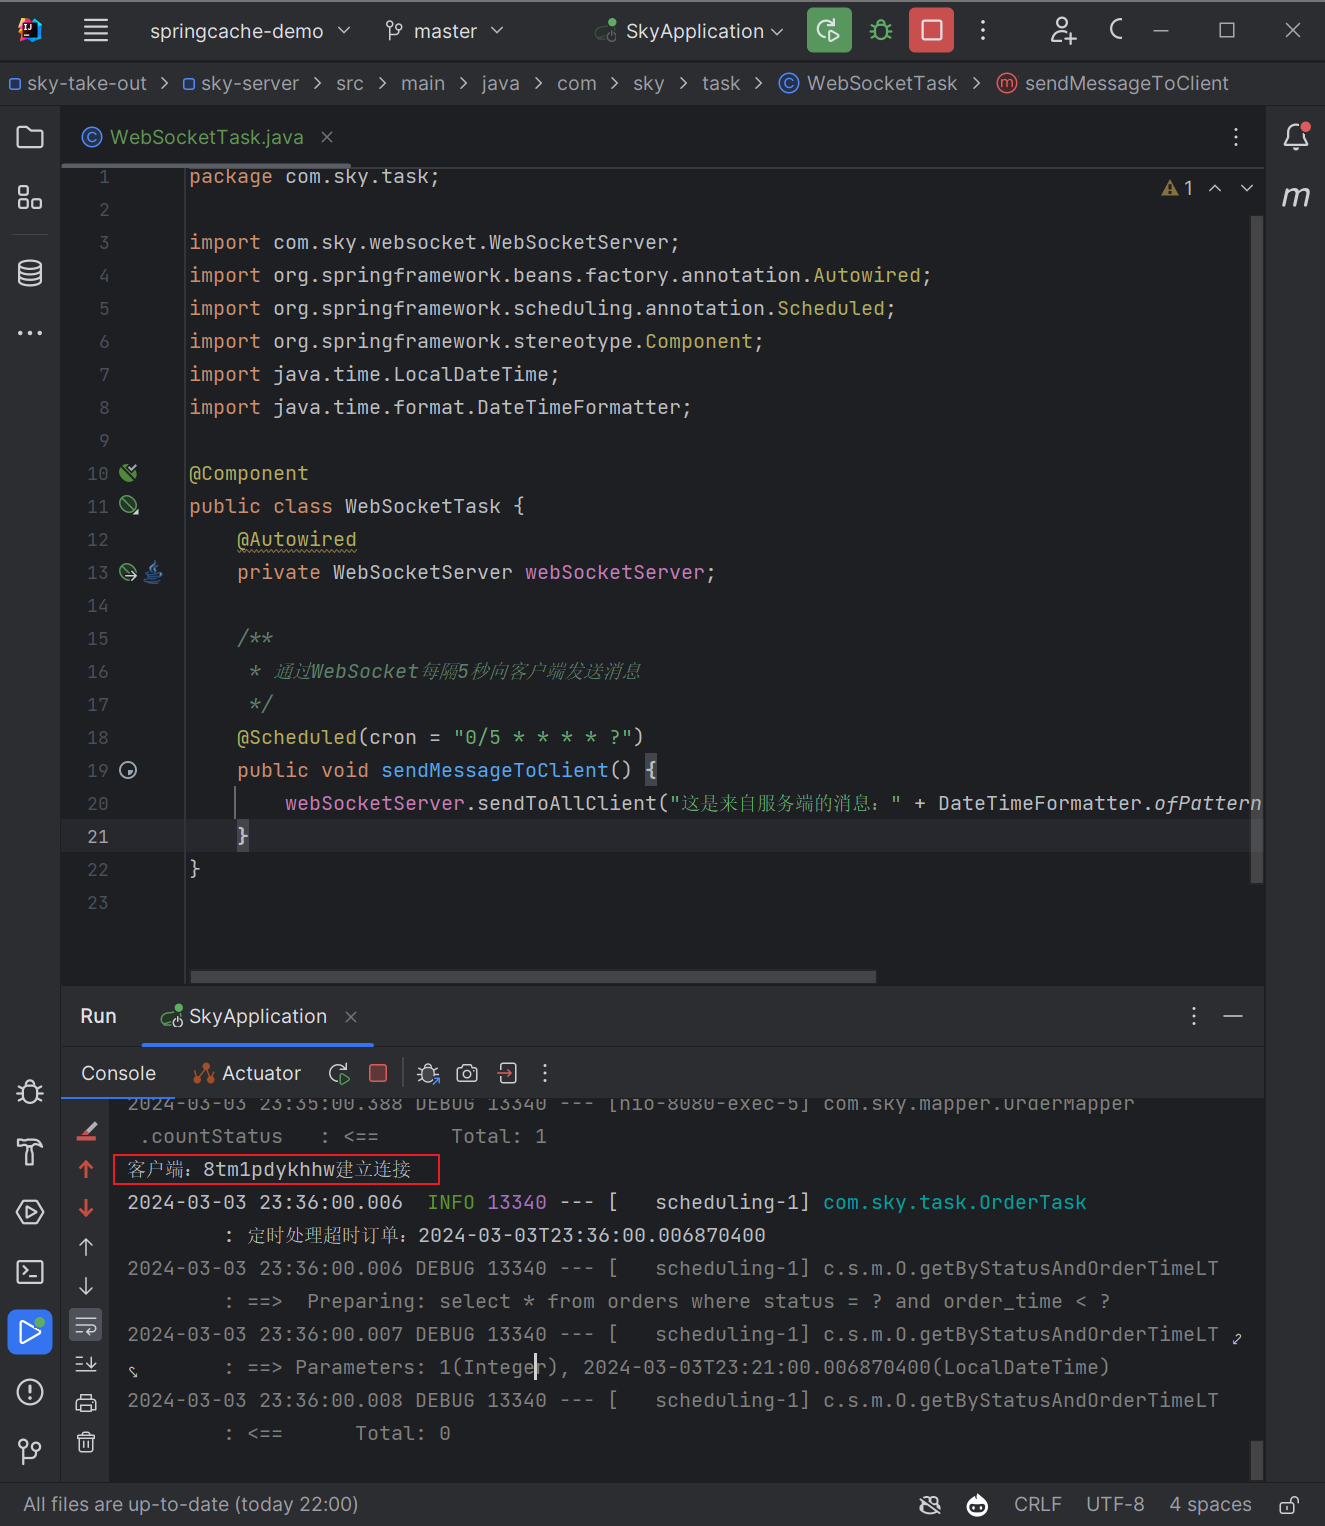 springcache-demo master SkyApplication
sky-take-out sky-server src main java com sky task WebSocketTask sendMessageToClient
WebSocketTask.java
1 package com.sky.task;
1
2
3 import com.sky.websocket.WebSocketServer;
4 import org.springframework.beans.factory.annotation.Autowired;
5 import org.springframework.scheduling.annotation.Scheduled;
6 import org.springframework.stereotype.Component;
7 import java.time.LocalDateTime;
8 import java.time.format.DateTimeFormatter;
9
10 @Component
11 public class WebSocketTask {
12 @Autowired
13 private WebSocketServer webSocketServer;
14
15 /**
16 * 通过WebSocket每隔5秒向客户端发送消息
17 */
18 @Scheduled(cron = "0/5 * * * * ?")
19 public void sendMessageToClient() {
20 webSocketServer.sendToAllClient("这是来自服务端的消息：" + DateTimeFormatter.ofPattern
21 }
22 }
23
Run SkyApplication
Console Actuator
2024-03-03 23:35:00.388 DEBUG 13340 --- [nio-8080-exec-5] com.sky.mapper.OrderMapper
.countStatus : <== Total: 1
客户端：8tm1pdykhhw建立连接
2024-03-03 23:36:00.006 INFO 13340 --- [ scheduling-1] com.sky.task.OrderTask
: 定时处理超时订单：2024-03-03T23:36:00.006870400
2024-03-03 23:36:00.006 DEBUG 13340 --- [ scheduling-1] c.s.m.O.getByStatusAndOrderTimeLT
: ==> Preparing: select * from orders where status = ? and order_time < ?
2024-03-03 23:36:00.007 DEBUG 13340 --- [ scheduling-1] c.s.m.O.getByStatusAndOrderTimeLT
: ==> Parameters: 1(Integer), 2024-03-03T23:21:00.006870400(LocalDateTime)
2024-03-03 23:36:00.008 DEBUG 13340 --- [ scheduling-1] c.s.m.O.getByStatusAndOrderTimeLT
: <== Total: 0
All files are up-to-date (today 22:00) CRLF UTF-8 4 spaces